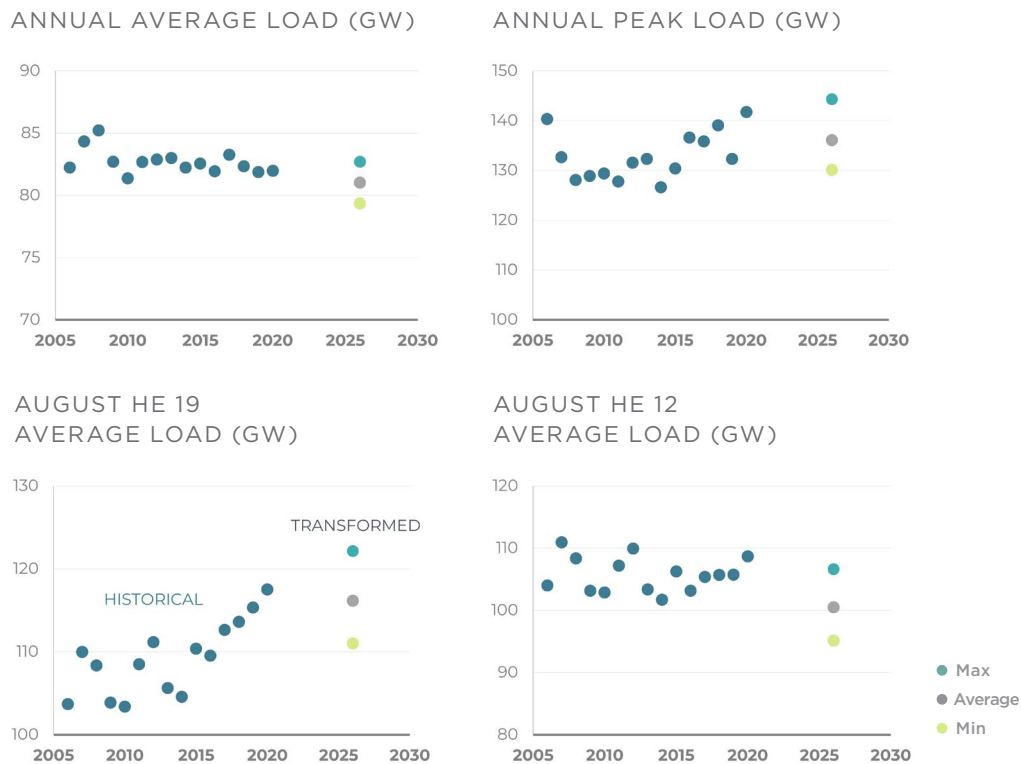 ANNUAL AVERAGE LOAD (GW)
90
85
80
75
70
2005 2010 2015 2020 2025 2030
ANNUAL PEAK LOAD (GW)
150
140
130
120
110
100
2005 2010 2015 2020 2025 2030
AUGUST HE 19
AVERAGE LOAD (GW)
130
TRANSFORMED
120
HISTORICAL
110
100
2005 2010 2015 2020 2025 2030
AUGUST HE 12
AVERAGE LOAD (GW)
120
110
100
90
80
2005 2010 2015 2020 2025 2030
Max
Average
Min